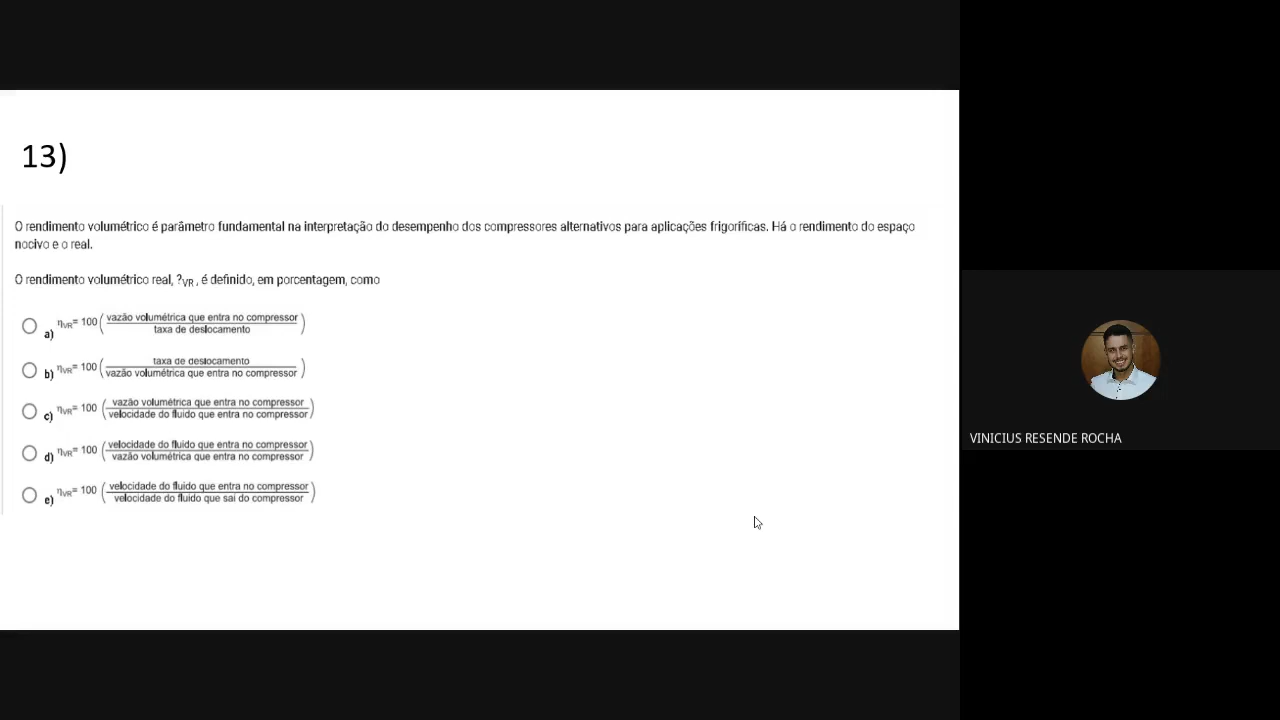 13)
O rendimento volumétrico é parâmetro fundamental na interpretação do desempenho dos compressores alternativos para aplicações frigoríficas. Há o rendimento do espaço
nocivo e o real.
O rendimento volumétrico real, ?VR , é definido, em porcentagem, como
a) ηVR= 100 ( vazão volumétrica que entra no compressor / taxa de deslocamento )
b) ηVR= 100 ( taxa de deslocamento / vazão volumétrica que entra no compressor )
c) ηVR= 100 ( vazão volumétrica que entra no compressor / velocidade do fluido que entra no compressor )
d) ηVR= 100 ( velocidade do fluido que entra no compressor / vazão volumétrica que entra no compressor )
e) ηVR= 100 ( velocidade do fluido que entra no compressor / velocidade do fluido que sai do compressor )
VINICIUS RESENDE ROCHA